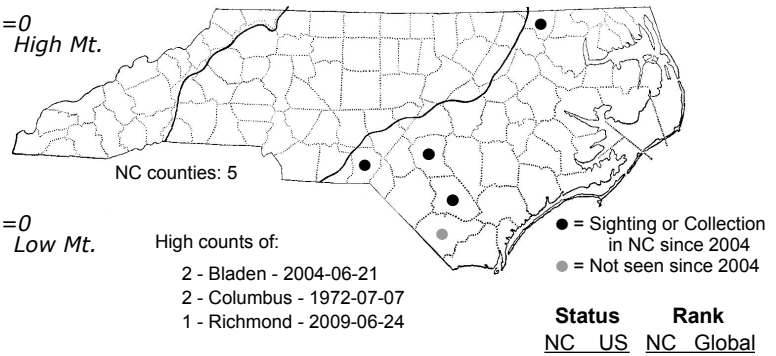 =0
High Mt.
NC counties: 5
=0
Low Mt.
High counts of:
2 - Bladen - 2004-06-21
2 - Columbus - 1972-07-07
1 - Richmond - 2009-06-24
● = Sighting or Collection
in NC since 2004
● = Not seen since 2004
Status Rank
NC US NC Global